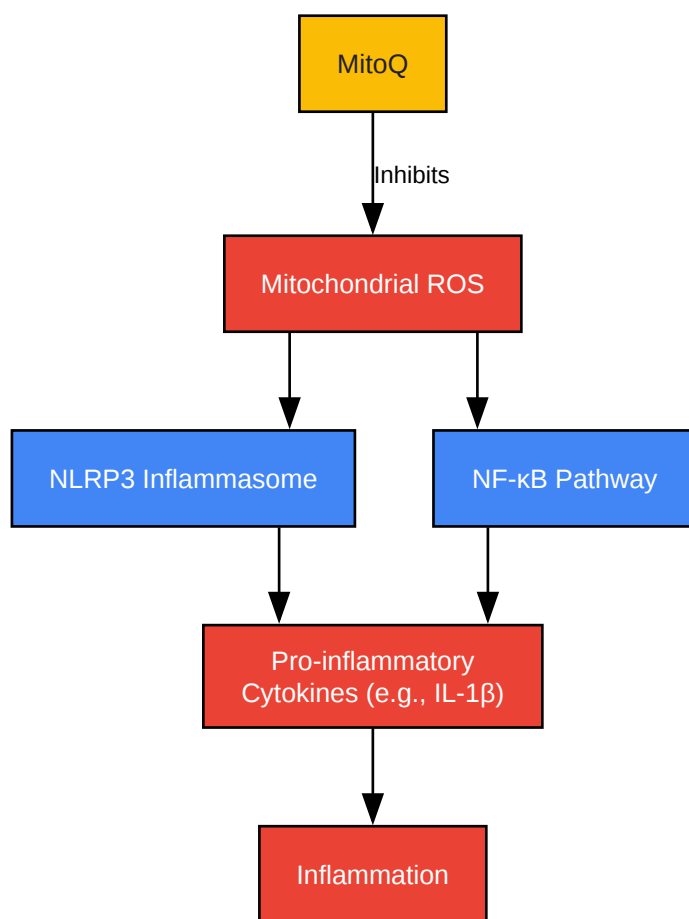 MitoQ
Inhibits
Mitochondrial ROS
NLRP3 Inflammasome
NF-κB Pathway
Pro-inflammatory
Cytokines (e.g., IL-1β)
Inflammation